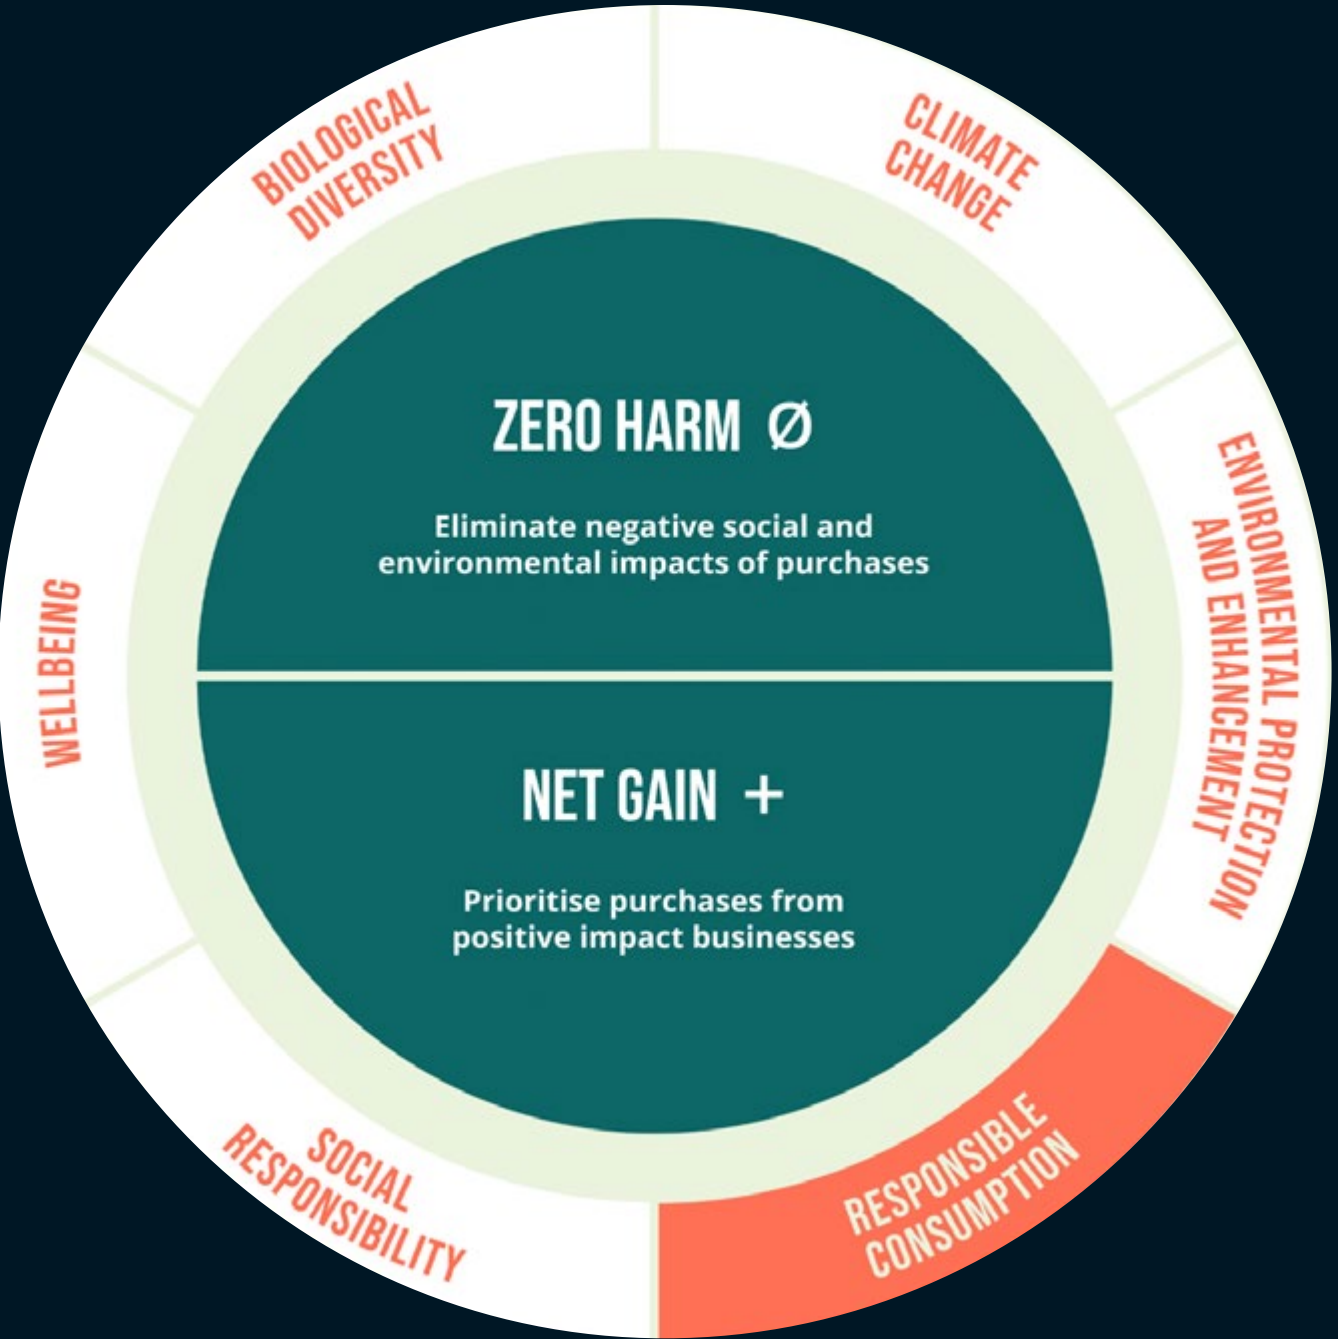 BIOLOGICAL
DIVERSITY
CLIMATE
CHANGE
ENVIRONMENTAL PROTECTION
AND ENHANCEMENT
RESPONSIBLE
CONSUMPTION
SOCIAL
RESPONSIBILITY
WELLBEING
ZERO HARM Ø
Eliminate negative social and
environmental impacts of purchases
NET GAIN +
Prioritise purchases from
positive impact businesses